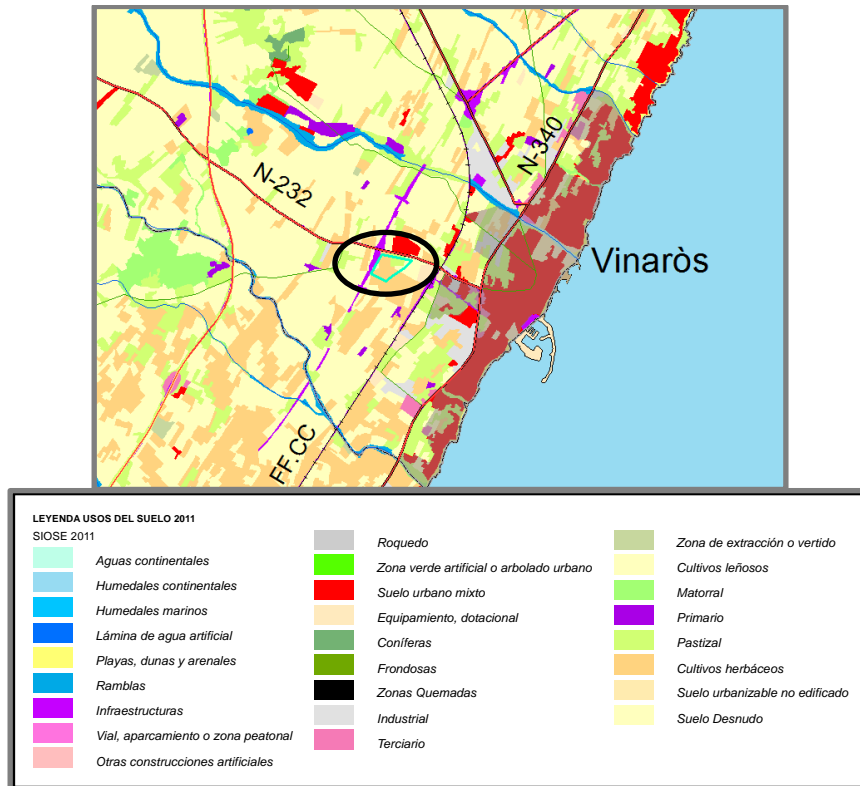 N-232
N-340
Vinaròs
FF.CC
LEYENDA USOS DEL SUELO 2011
SIOSE 2011
Aguas continentales
Humedales continentales
Humedales marinos
Lámina de agua artificial
Playas, dunas y arenales
Ramblas
Infraestructuras
Vial, aparcamiento o zona peatonal
Otras construcciones artificiales
Roquedo
Zona verde artificial o arbolado urbano
Suelo urbano mixto
Equipamiento, dotacional
Coníferas
Frondosas
Zonas Quemadas
Industrial
Terciario
Zona de extracción o vertido
Cultivos leñosos
Matorral
Primario
Pastizal
Cultivos herbáceos
Suelo urbanizable no edificado
Suelo Desnudo